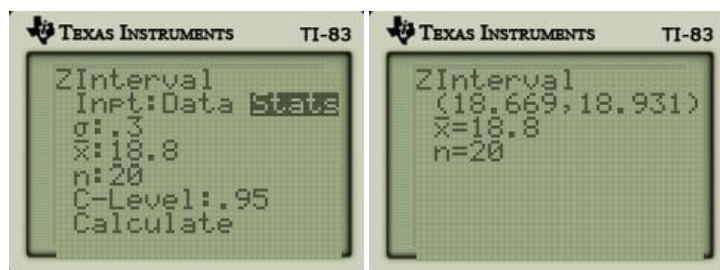 TEXAS INSTRUMENTS TI-83
ZInterval
Inpt:Data Stats
σ:.3
x̄:18.8
n:20
C-Level:.95
Calculate
TEXAS INSTRUMENTS TI-83
ZInterval
(18.669,18.931)
x̄=18.8
n=20